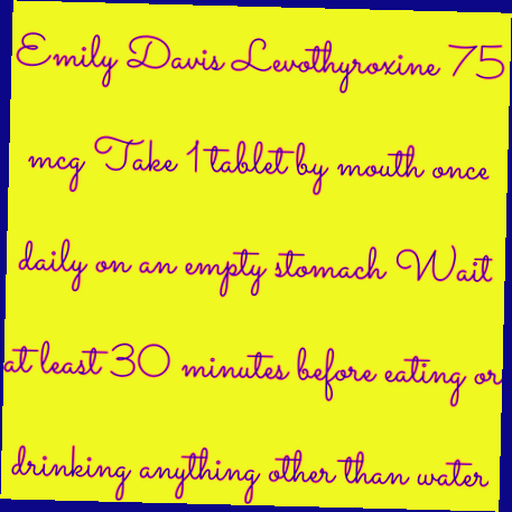 Emily Davis Levothyroxine 75
mcg Take 1 tablet by mouth once
daily on an empty stomach Wait
at least 30 minutes before eating or
drinking anything other than water